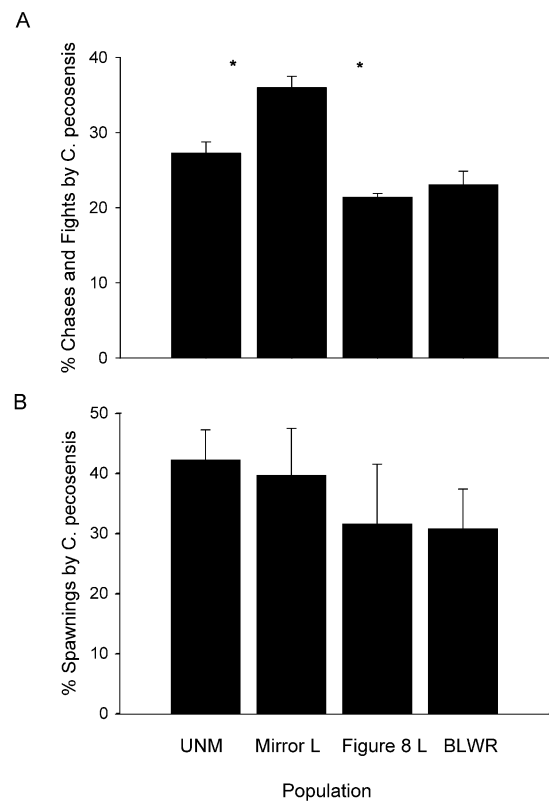 A
% Chases and Fights by C. pecosensis
40
30
20
10
0
* *
B
% Spawnings by C. pecosensis
50
40
30
20
10
0
UNM Mirror L Figure 8 L BLWR
Population